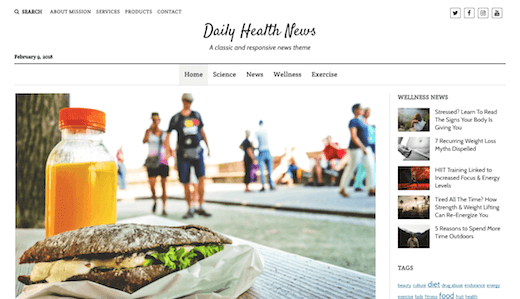 SEARCH ABOUT MISSION SERVICES PRODUCTS CONTACT
Daily Health News
A classic and responsive news theme
February 9, 2018
Home Science News Wellness Exercise
WELLNESS NEWS
Stressed? Learn To Read
The Signs Your Body Is
Giving You
7 Recurring Weight Loss
Myths Dispelled
HIIT Training Linked to
Increased Focus & Energy
Levels
Tired All The Time? How
Strength & Weight Lifting
Can Re-Energize You
5 Reasons to Spend More
Time Outdoors
TAGS
beauty culture diet drug abuse endurance energy
exercise fads fitness food fruit health